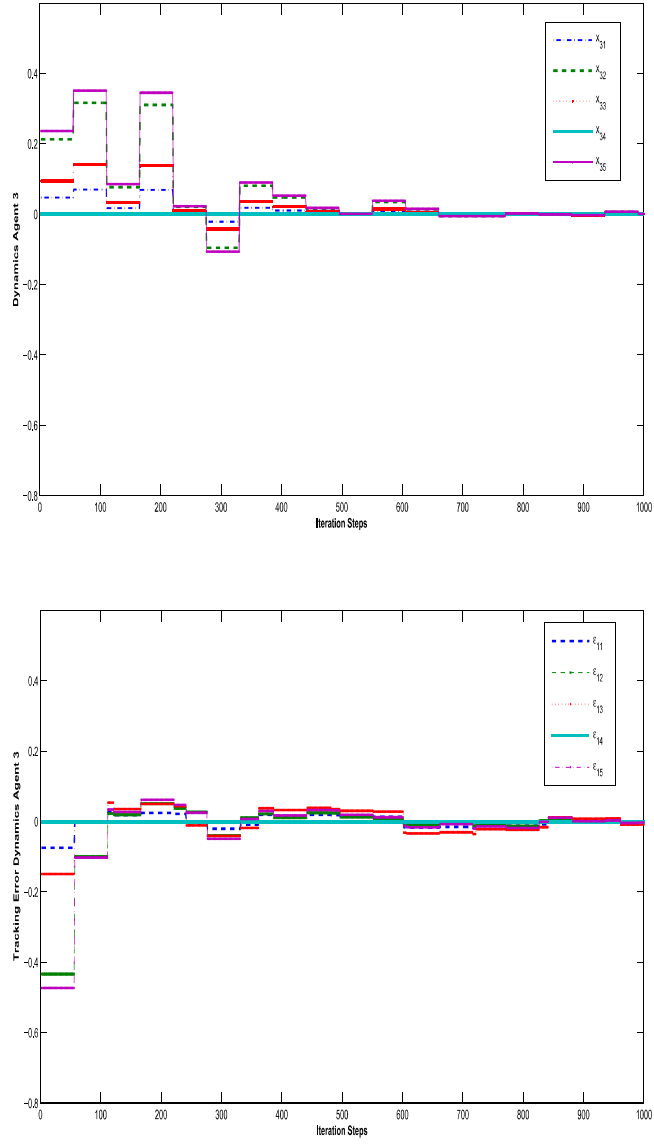 0.4
0.2
0
−0.2
−0.4
−0.6
−0.8
0 100 200 300 400 500 600 700 800 900 1000
Dynamics Agent 3
Iteration Steps
x31
x32
x33
x34
x35
0.4
0.2
0
−0.2
−0.4
−0.6
−0.8
0 100 200 300 400 500 600 700 800 900 1000
Tracking Error Dynamics Agent 3
Iteration Steps
ε11
ε12
ε13
ε14
ε15